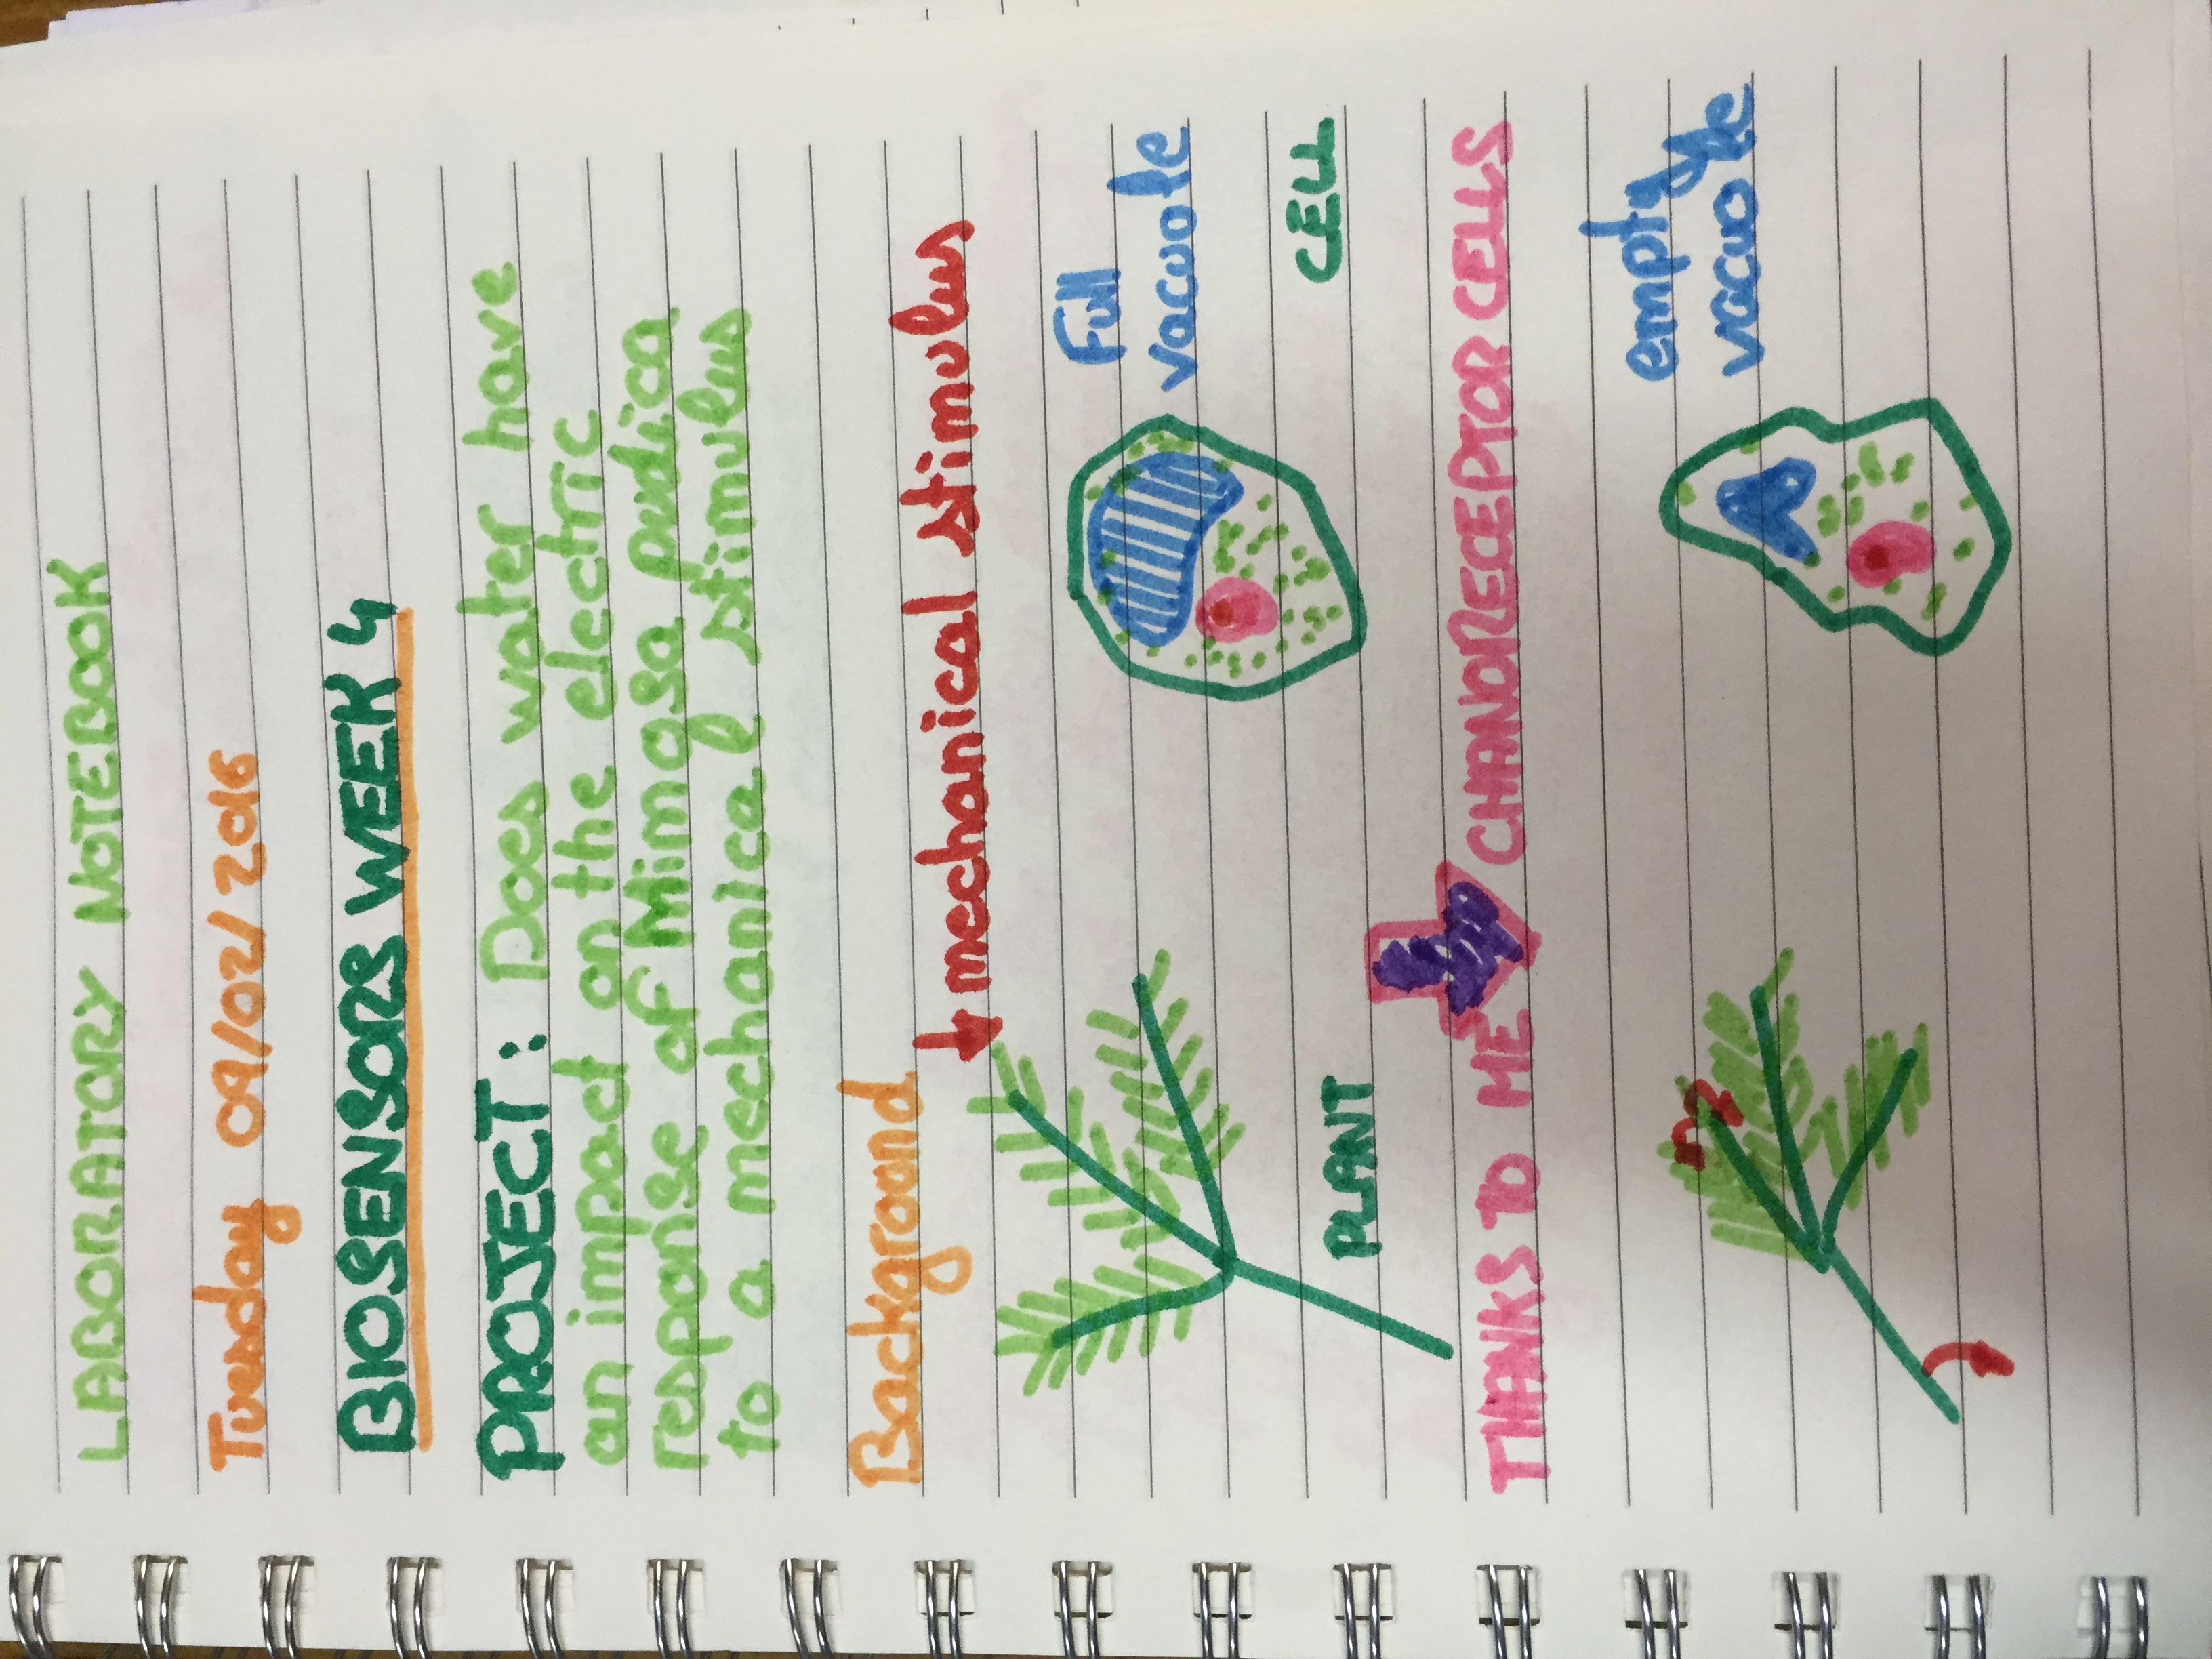 LABORATORY NOTEBOOK
Tuesday 09/02/2016
BIOSENSORS WEEK 4
PROJECT: Does water have
an impact on the electric
response of Mimosa pudica
to a mechanical stimulus
Background
mechanical stimulus
Full
vacuole
CELL
PLANT
THANKS TO ME CHANORECEPTOR CELLS
empty
vacuole